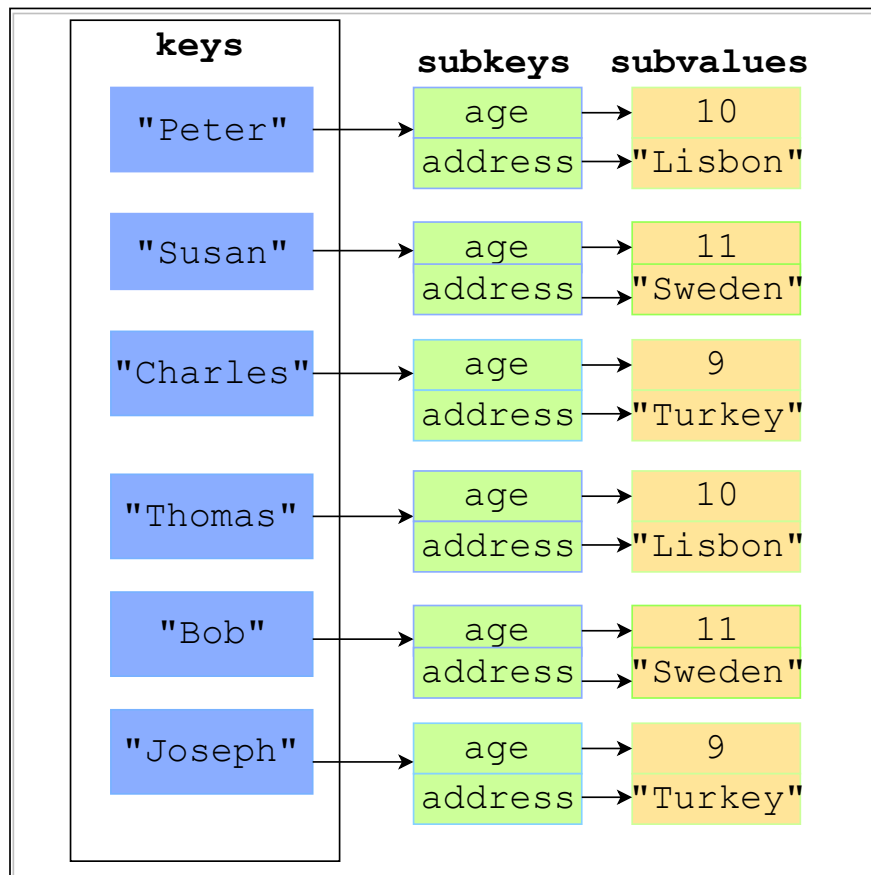 keys
subkeys subvalues
"Peter" age 10
address "Lisbon"
"Susan" age 11
address "Sweden"
"Charles" age 9
address "Turkey"
"Thomas" age 10
address "Lisbon"
"Bob" age 11
address "Sweden"
"Joseph" age 9
address "Turkey"